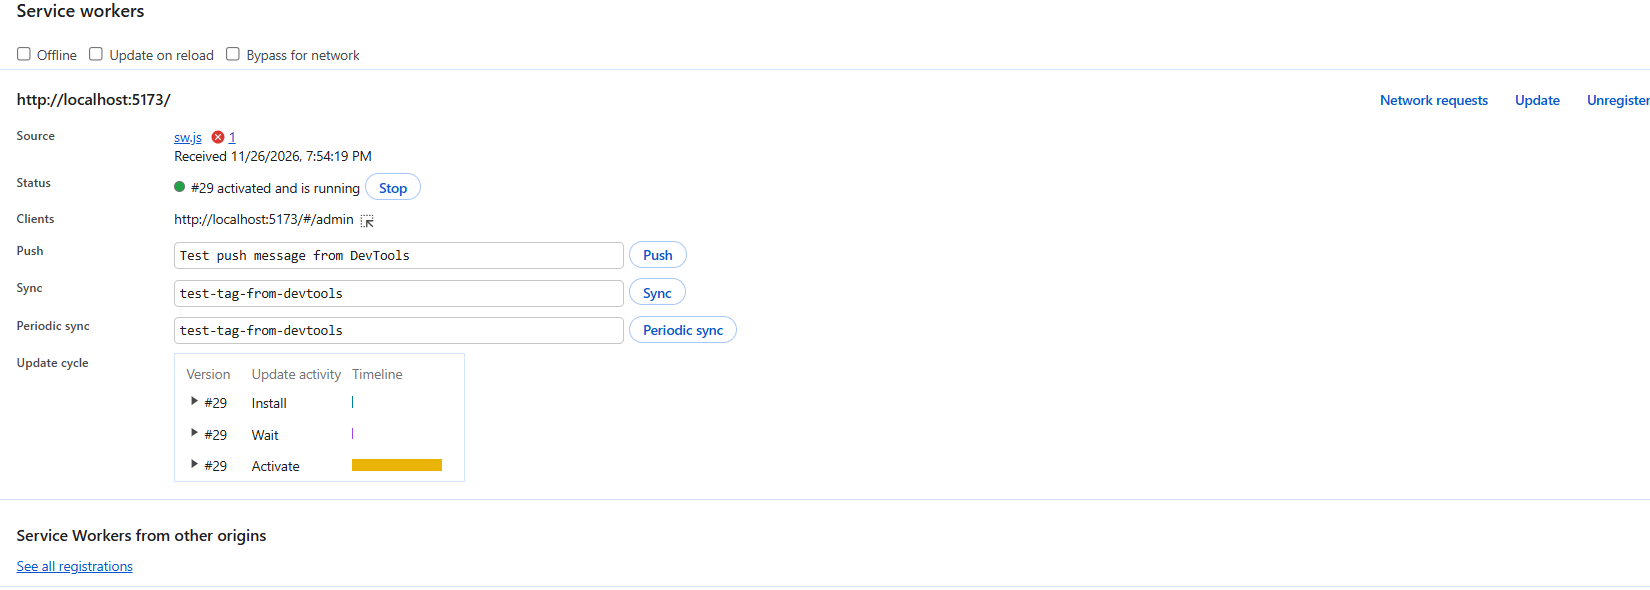 Service workers
Offline Update on reload Bypass for network
http://localhost:5173/ Network requests Update Unregister
Source sw.js 1
Received 11/26/2026, 7:54:19 PM
Status #29 activated and is running Stop
Clients http://localhost:5173/#/admin
Push Test push message from DevTools Push
Sync test-tag-from-devtools Sync
Periodic sync test-tag-from-devtools Periodic sync
Update cycle
Version Update activity Timeline
#29 Install
#29 Wait
#29 Activate
Service Workers from other origins
See all registrations